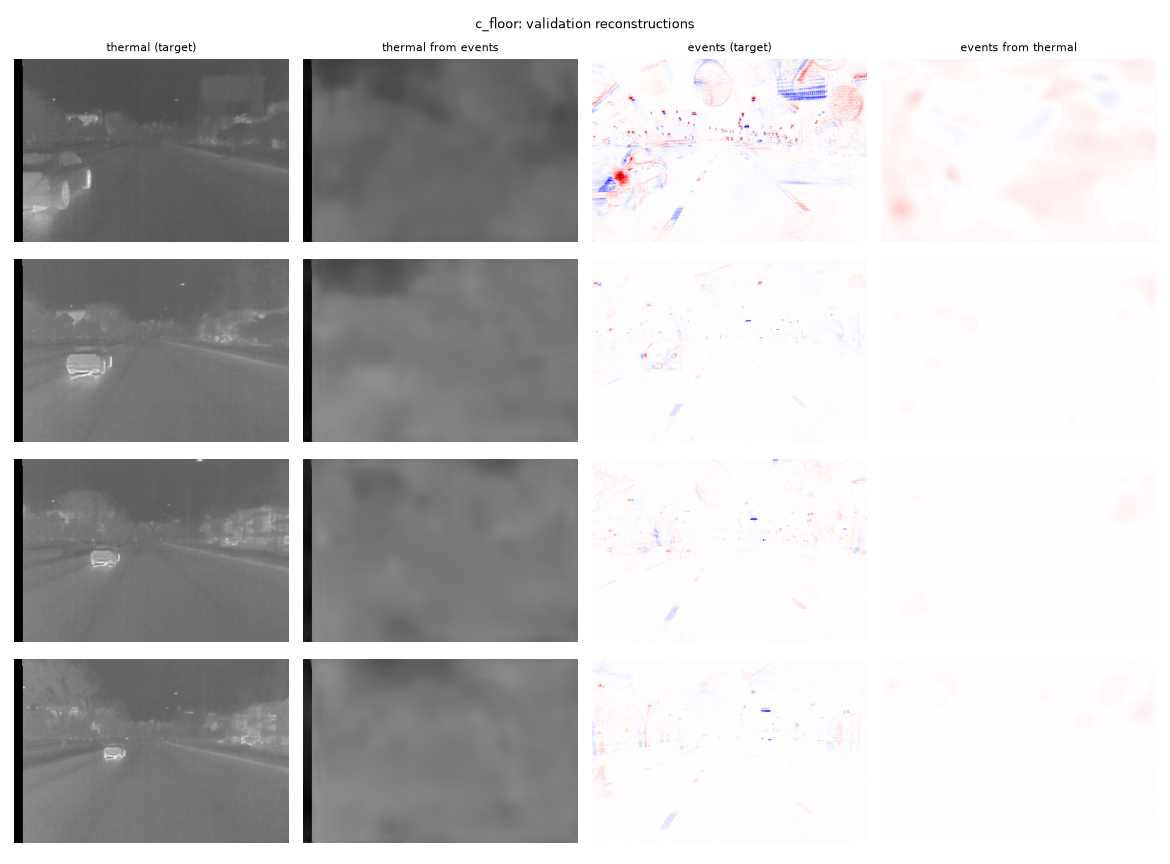 c_floor: validation reconstructions
thermal (target)
thermal from events
events (target)
events from thermal